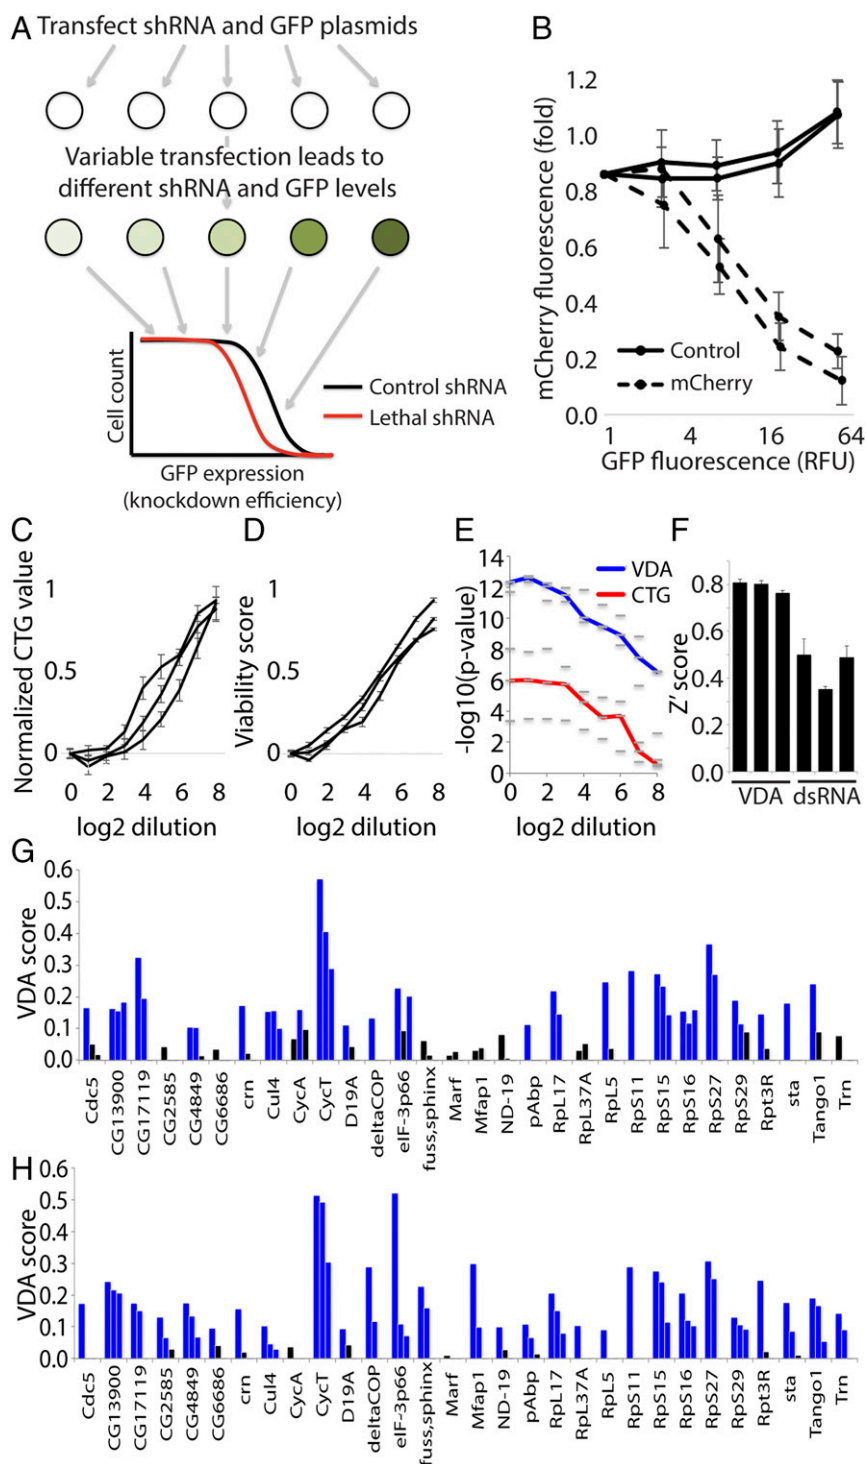 A
Transfect shRNA and GFP plasmids
Variable transfection leads to
different shRNA and GFP levels
Cell count
Control shRNA
Lethal shRNA
GFP expression
(knockdown efficiency)
B
mCherry fluorescence (fold)
1.2
1.0
0.8
0.6
0.4
0.2
0.0
Control
mCherry
1 4 16 64
GFP fluorescence (RFU)
C
Normalized CTG value
1
0.5
0
0 2 4 6 8
log2 dilution
D
Viability score
1
0.5
0
0 2 4 6 8
log2 dilution
E
-log10(p-value)
14
12
10
8
6
4
2
0
VDA
CTG
0 2 4 6 8
log2 dilution
F
Z' score
0.8
0.6
0.4
0.2
0.0
VDA dsRNA
G
VDA score
0.6
0.5
0.4
0.3
0.2
0.1
0.0
Cdc5
CG13900
CG17119
CG2585
CG4849
CG6686
crn
Cul4
CycA
CycT
D19A
deltaCOP
eIF-3p66
fuss,sphinx
Marf
Mfap1
ND-19
pAbp
RpL17
RpL37A
RpL5
RpS11
RpS15
RpS16
RpS27
RpS29
Rpt3R
sta
Tango1
Trn
H
VDA score
0.6
0.5
0.4
0.3
0.2
0.1
0.0
Cdc5
CG13900
CG17119
CG2585
CG4849
CG6686
crn
Cul4
CycA
CycT
D19A
deltaCOP
eIF-3p66
fuss,sphinx
Marf
Mfap1
ND-19
pAbp
RpL17
RpL37A
RpL5
RpS11
RpS15
RpS16
RpS27
RpS29
Rpt3R
sta
Tango1
Trn